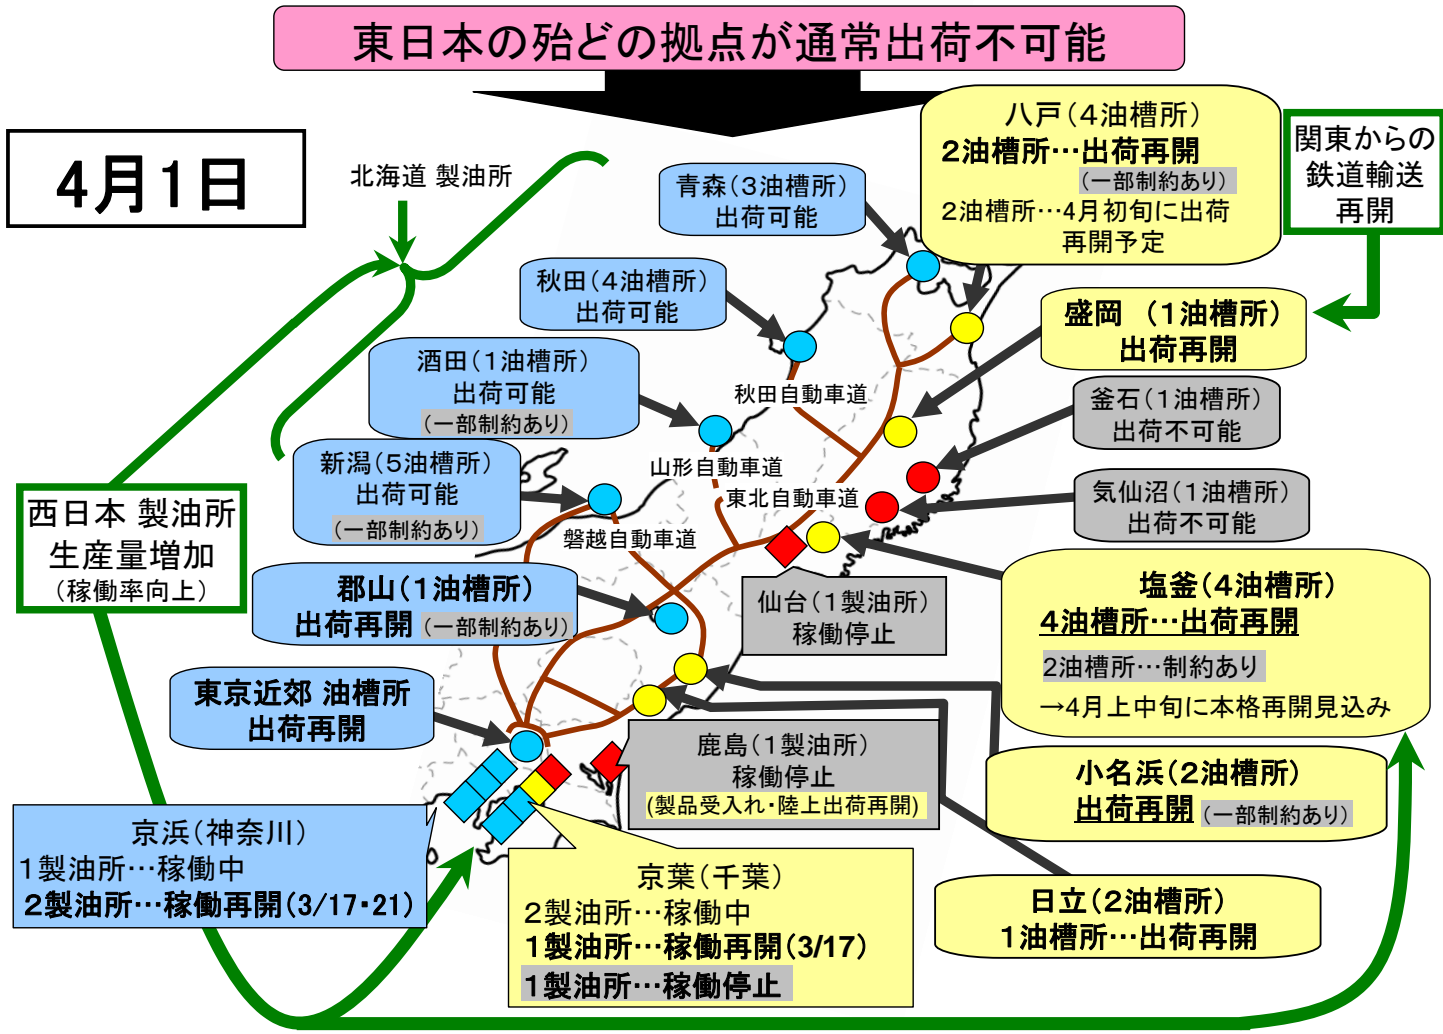 東日本の殆どの拠点が通常出荷不可能
4月1日
北海道 製油所
青森(3油槽所)
出荷可能
八戸(4油槽所)
2油槽所…出荷再開
(一部制約あり)
2油槽所…4月初旬に出荷
再開予定
関東からの
鉄道輸送
再開
秋田(4油槽所)
出荷可能
盛岡 (1油槽所)
出荷再開
酒田(1油槽所)
出荷可能
(一部制約あり)
秋田自動車道
釜石(1油槽所)
出荷不可能
新潟(5油槽所)
出荷可能
(一部制約あり)
山形自動車道
東北自動車道
磐越自動車道
気仙沼(1油槽所)
出荷不可能
西日本 製油所
生産量増加
(稼働率向上)
郡山(1油槽所)
出荷再開 (一部制約あり)
仙台(1製油所)
稼働停止
塩釜(4油槽所)
4油槽所…出荷再開
2油槽所…制約あり
→4月上中旬に本格再開見込み
東京近郊 油槽所
出荷再開
鹿島(1製油所)
稼働停止
(製品受入れ・陸上出荷再開)
小名浜(2油槽所)
出荷再開 (一部制約あり)
京浜(神奈川)
1製油所…稼働中
2製油所…稼働再開(3/17・21)
京葉(千葉)
2製油所…稼働中
1製油所…稼働再開(3/17)
1製油所…稼働停止
日立(2油槽所)
1油槽所…出荷再開